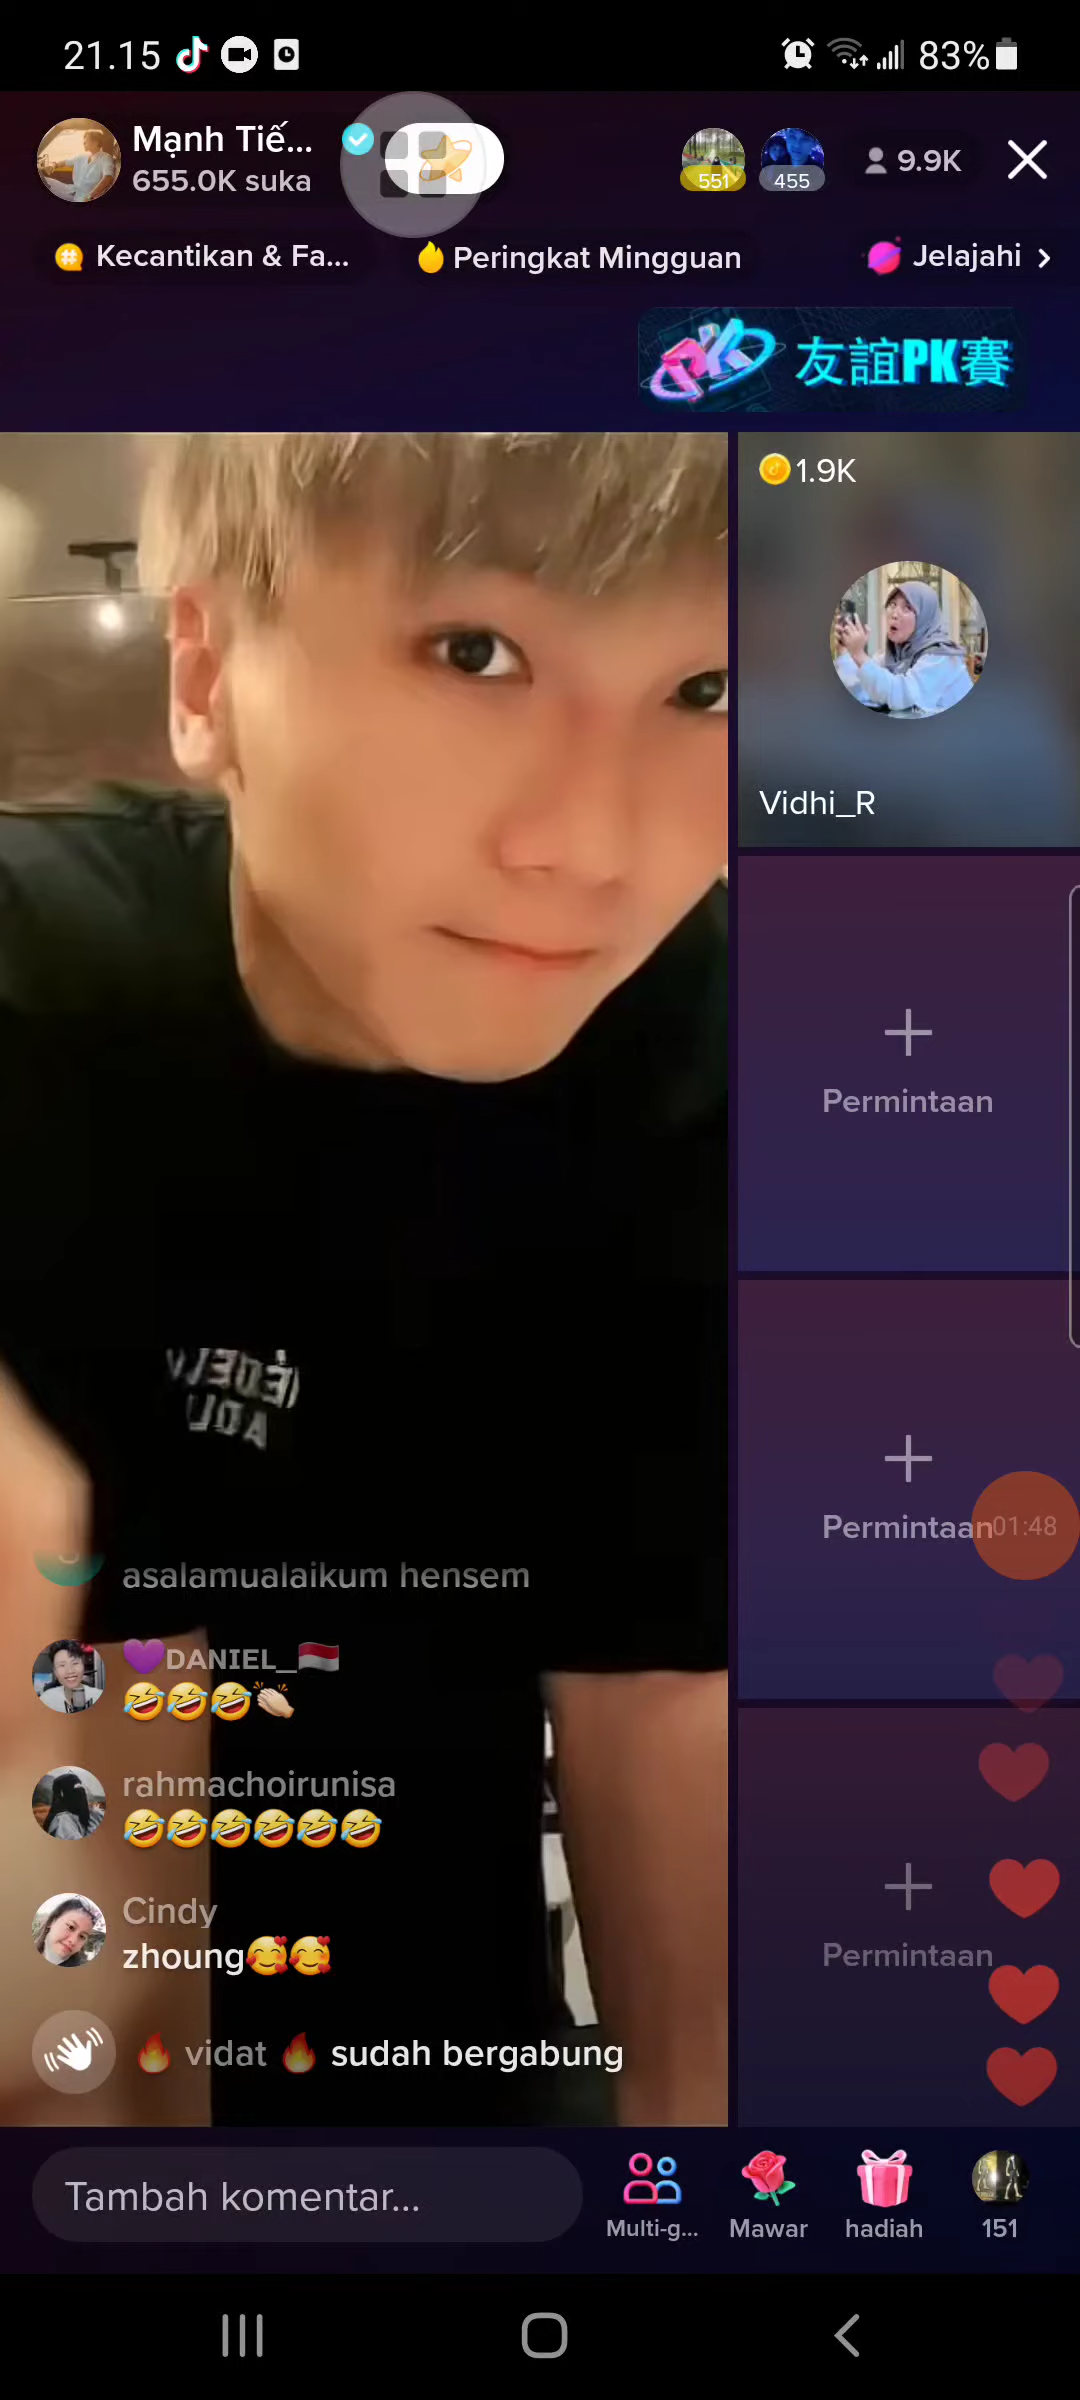 21.15
83%
Mạnh Tiế...
655.0K suka
551
455
9.9K
Kecantikan & Fa...
Peringkat Mingguan
Jelajahi
PK 友誼PK賽
1.9K
Vidhi_R
Permintaan
Permintaan
01:48
asalamualaikum hensem
💜DANIEL_🇮🇩
🤣🤣🤣👏🏻
rahmachoirunisa
🤣🤣🤣🤣🤣🤣
Cindy
zhoung🥰🥰
Permintaan
🔥 vidat 🔥 sudah bergabung
Tambah komentar...
Multi-g...
Mawar
hadiah
151